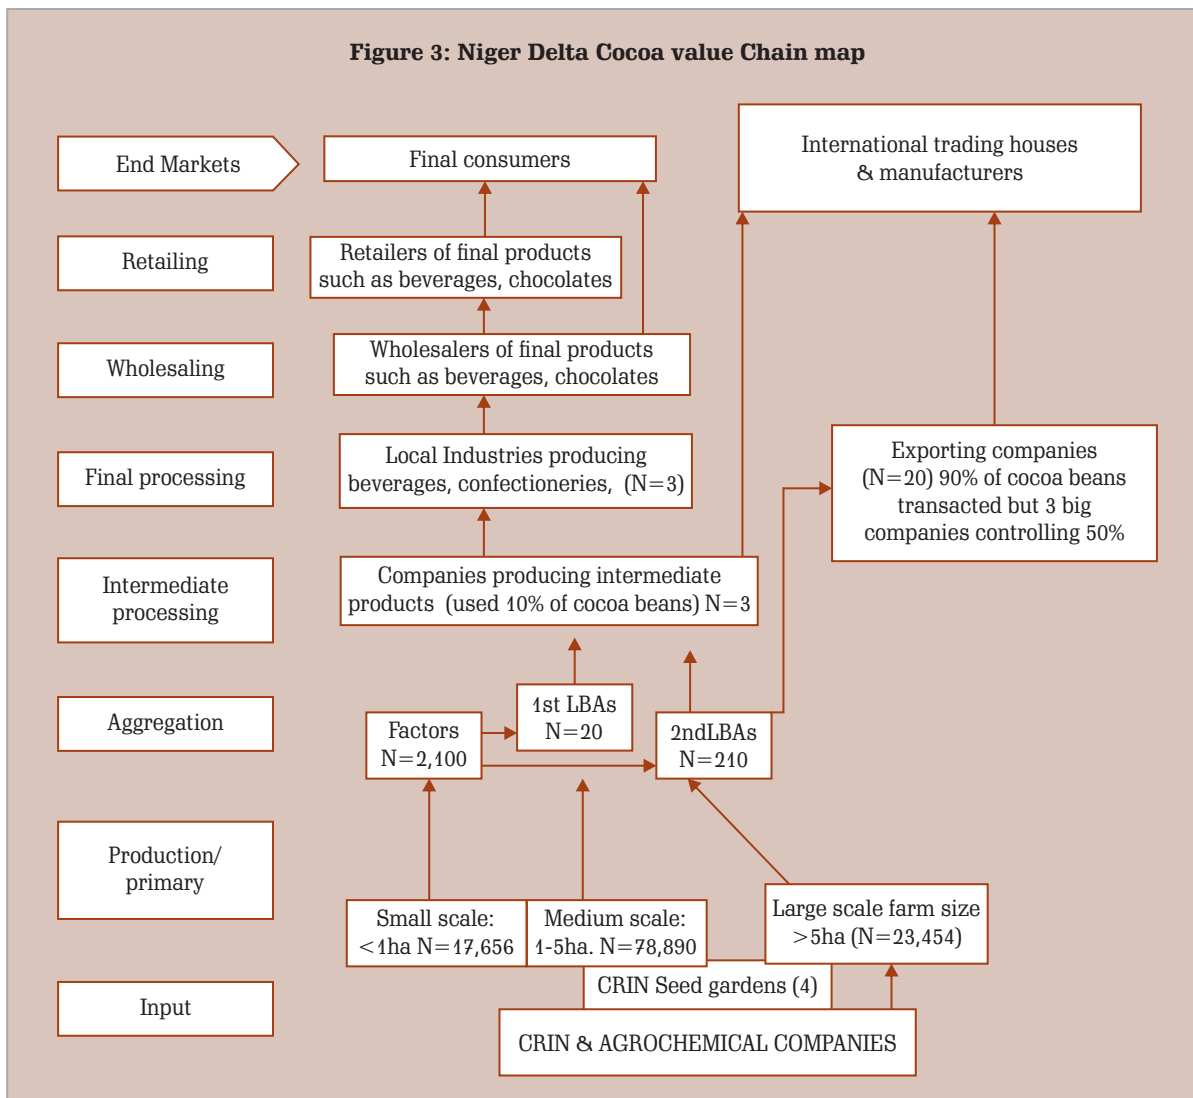 Figure 3: Niger Delta Cocoa value Chain map
End Markets
Final consumers
International trading houses
& manufacturers
Retailing
Retailers of final products
such as beverages, chocolates
Wholesaling
Wholesalers of final products
such as beverages, chocolates
Final processing
Local Industries producing
beverages, confectioneries, (N=3)
Exporting companies
(N=20) 90% of cocoa beans
transacted but 3 big
companies controlling 50%
Intermediate
processing
Companies producing intermediate
products (used 10% of cocoa beans) N=3
Aggregation
Factors
N=2,100
1st LBAs
N=20
2ndLBAs
N=210
Production/
primary
Small scale:
<1ha N=17,656
Medium scale:
1-5ha. N=78,890
Large scale farm size
>5ha (N=23,454)
Input
CRIN Seed gardens (4)
CRIN & AGROCHEMICAL COMPANIES